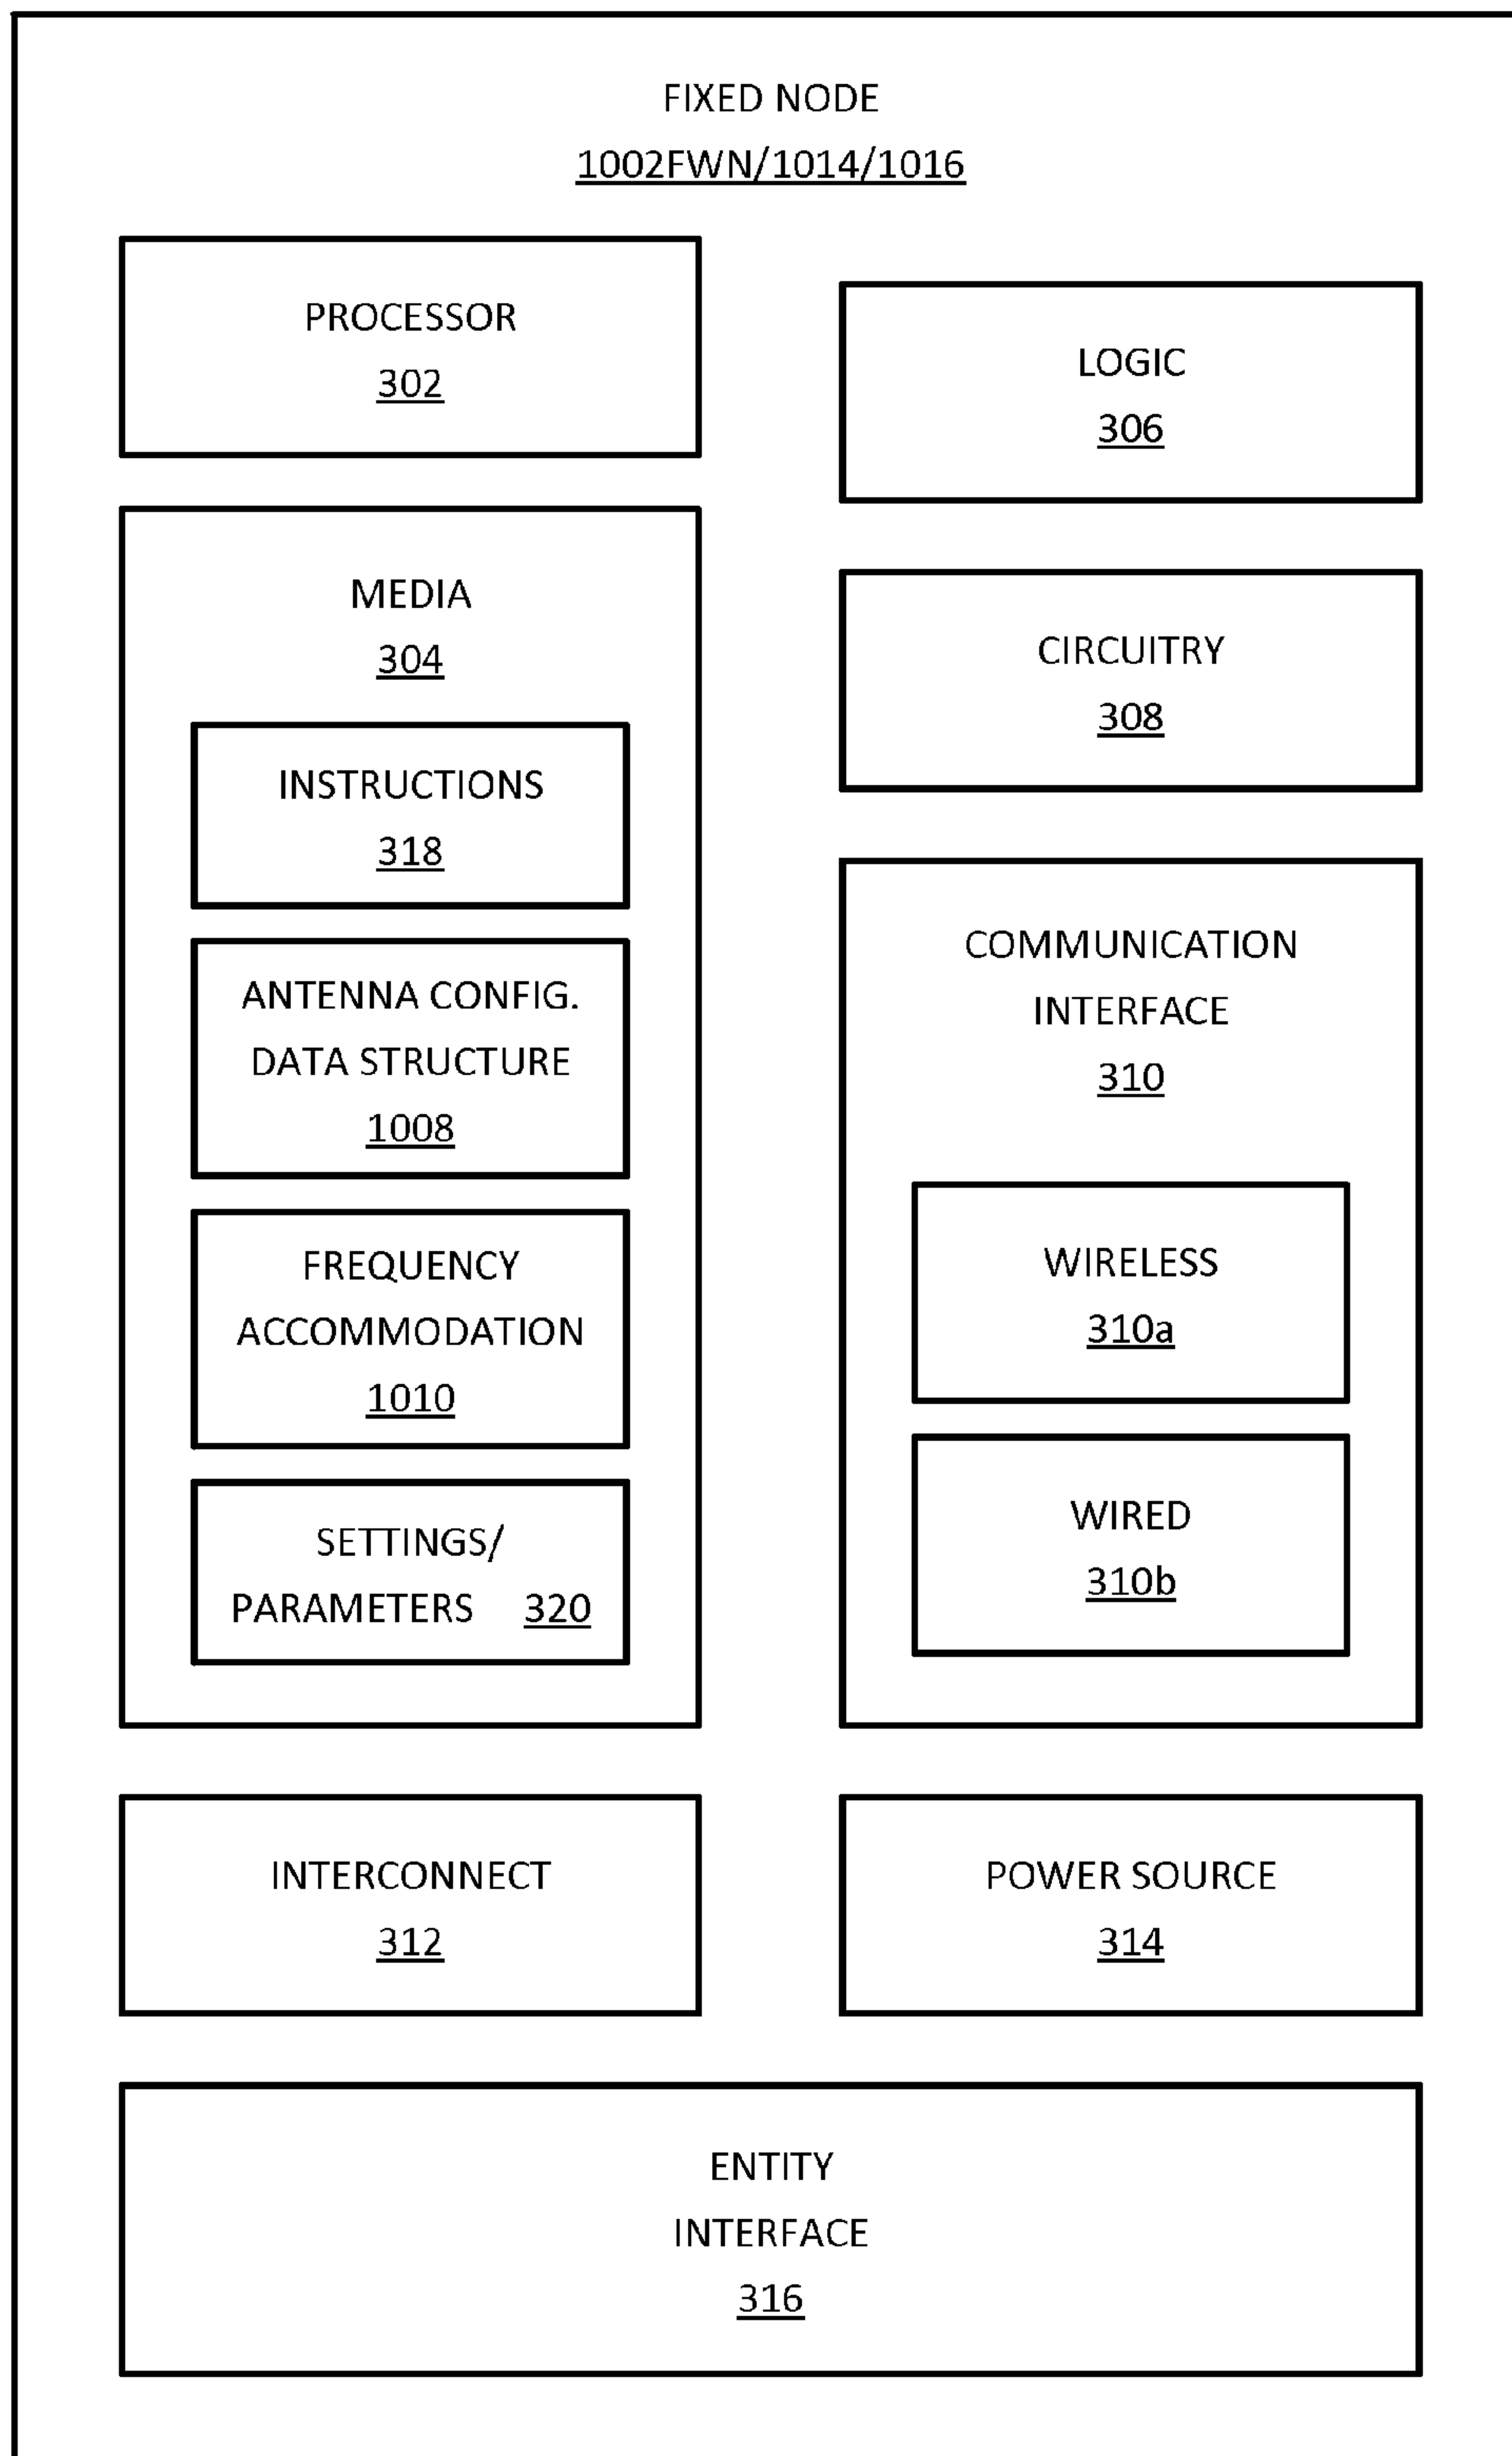 FIXED NODE
1002FWN/1014/1016
PROCESSOR
302
MEDIA
304
INSTRUCTIONS
318
ANTENNA CONFIG.
DATA STRUCTURE
1008
FREQUENCY
ACCOMMODATION
1010
SETTINGS/
PARAMETERS 320
LOGIC
306
CIRCUITRY
308
COMMUNICATION
INTERFACE
310
WIRELESS
310a
WIRED
310b
INTERCONNECT
312
POWER SOURCE
314
ENTITY
INTERFACE
316